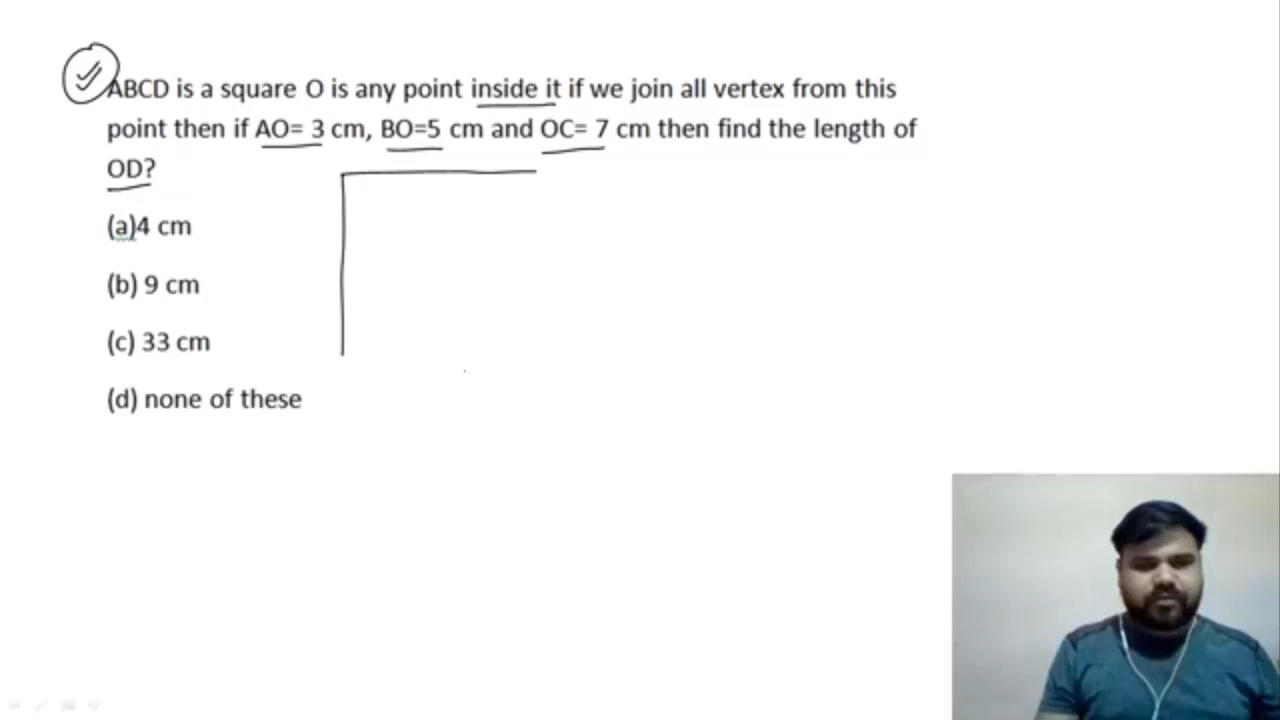 ABCD is a square O is any point inside it if we join all vertex from this
point then if AO= 3 cm, BO=5 cm and OC= 7 cm then find the length of
OD?
(a)4 cm
(b) 9 cm
(c) 33 cm
(d) none of these